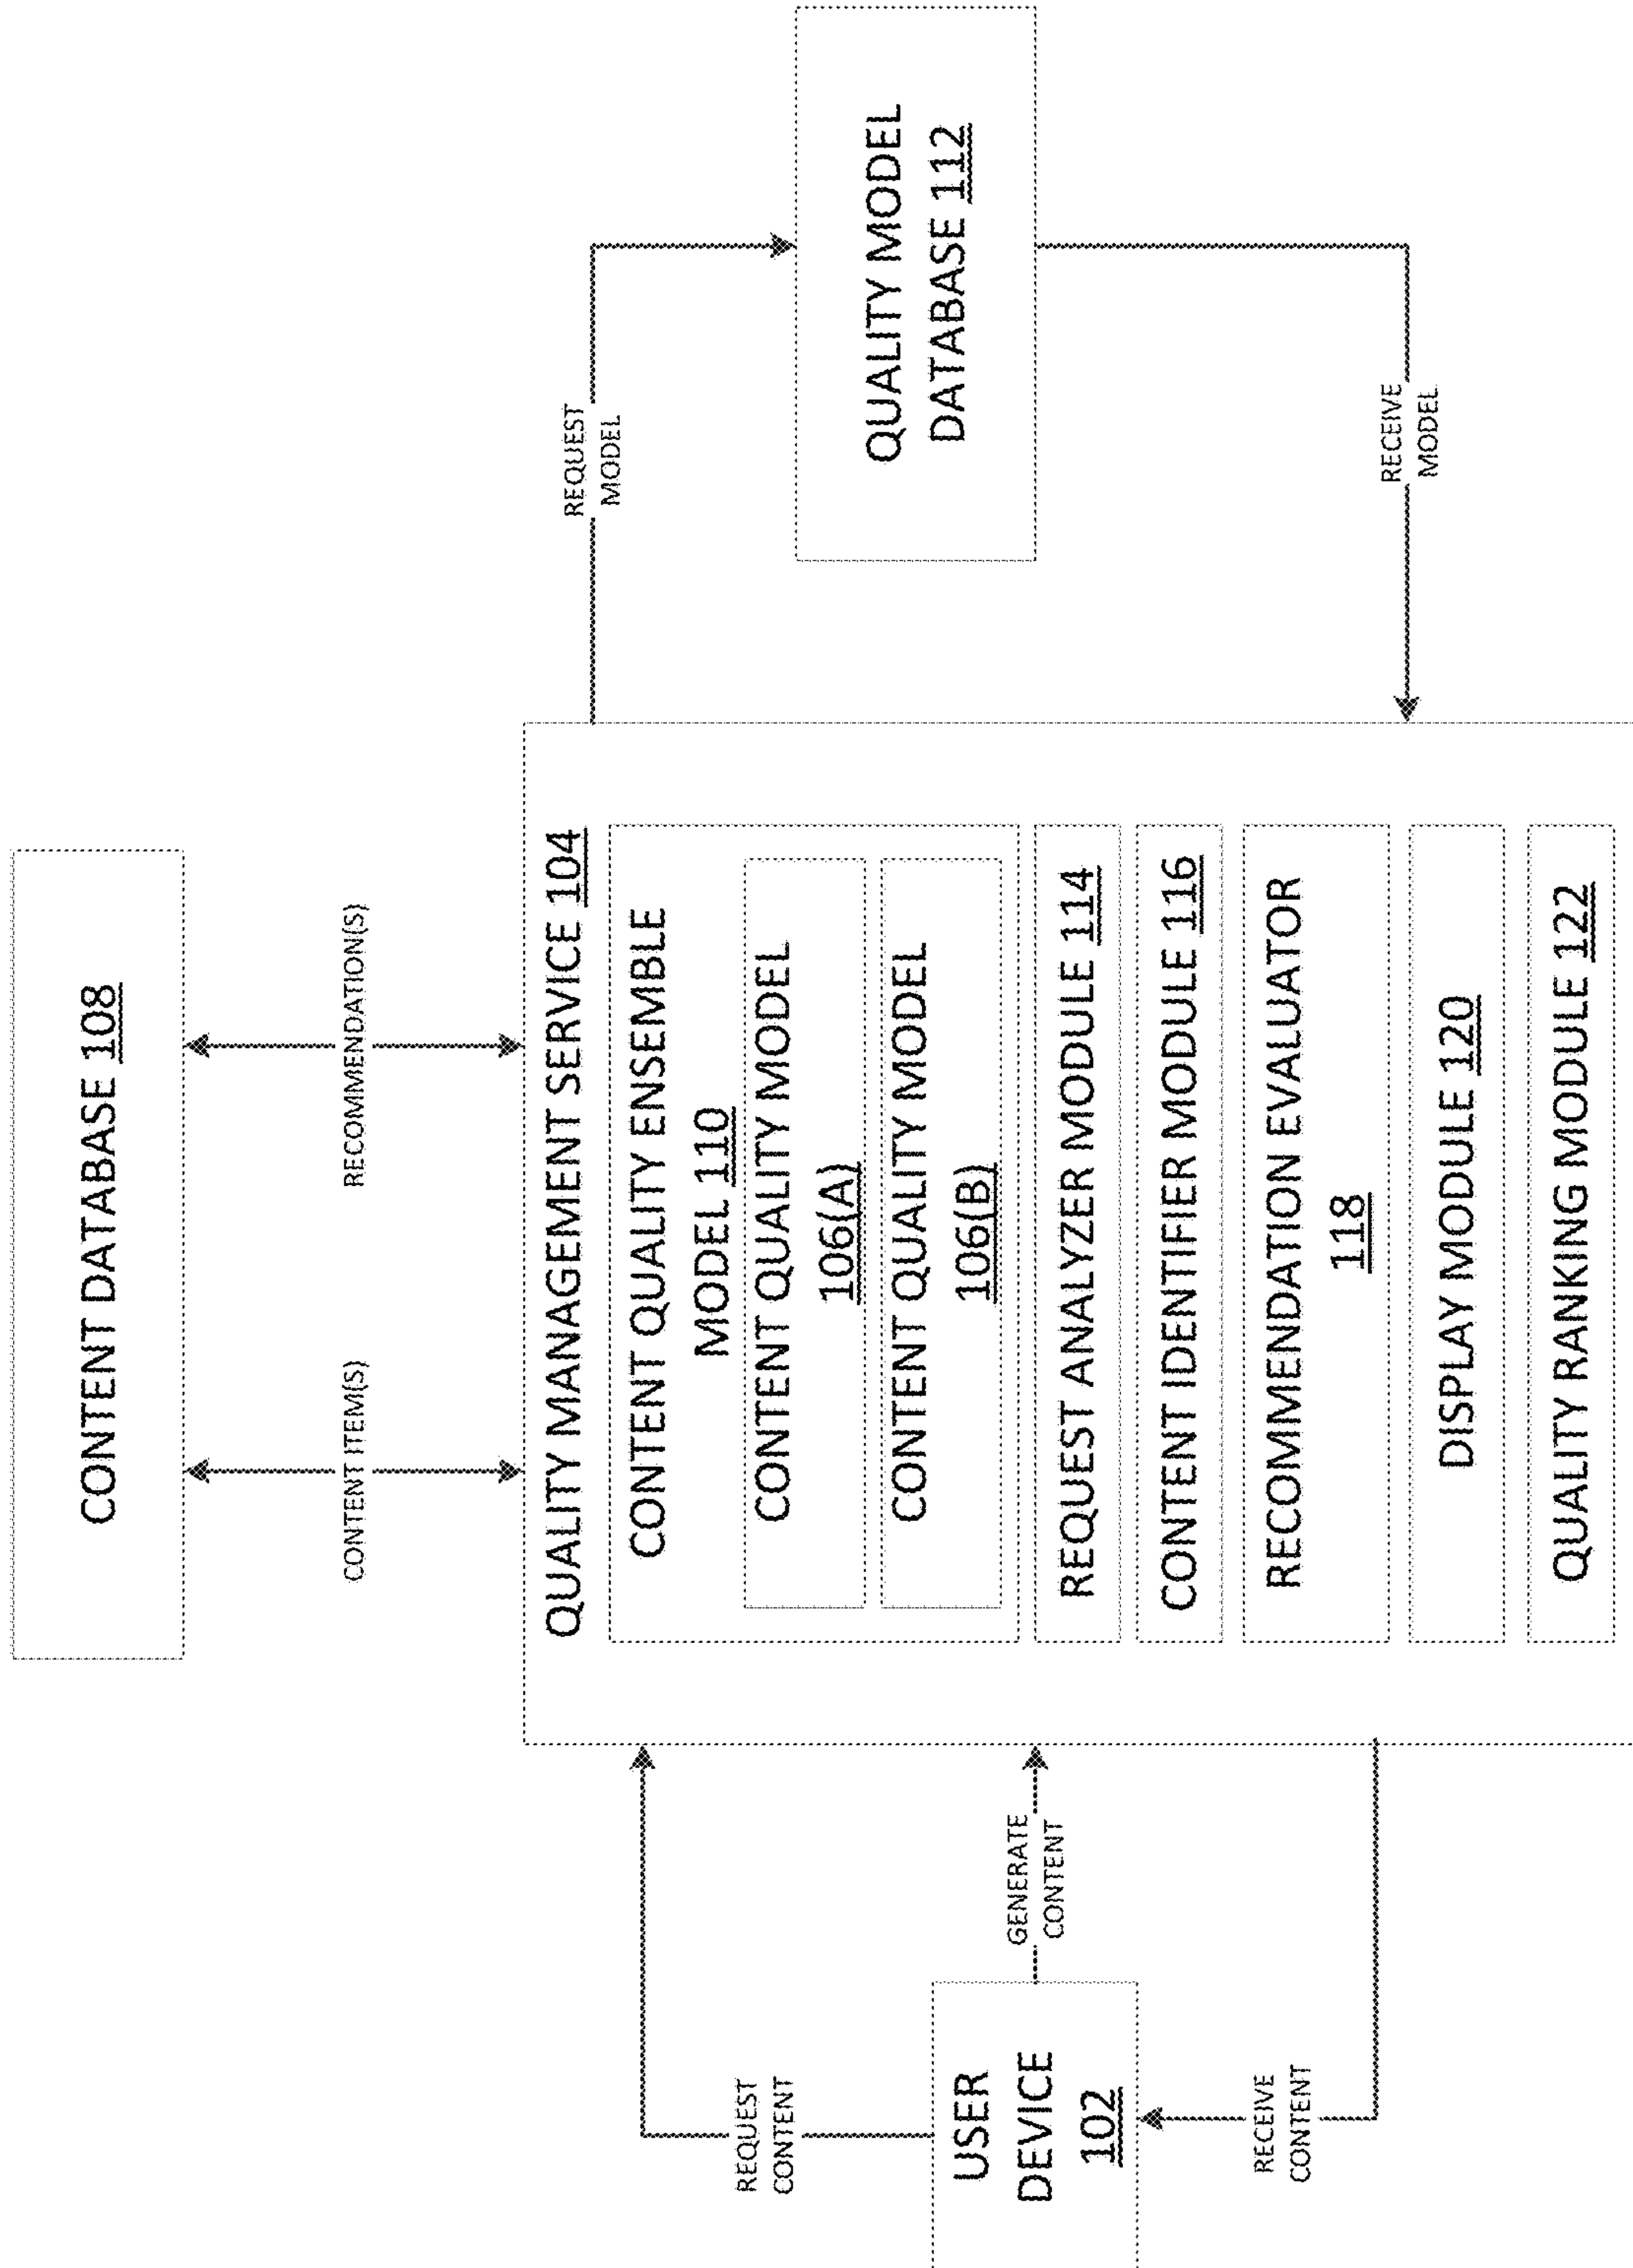 CONTENT DATABASE 108
CONTENT ITEM(S)
RECOMMENDATION(S)
QUALITY MANAGEMENT SERVICE 104
CONTENT QUALITY ENSEMBLE
MODEL 110
CONTENT QUALITY MODEL
106(A)
CONTENT QUALITY MODEL
106(B)
REQUEST ANALYZER MODULE 114
CONTENT IDENTIFIER MODULE 116
RECOMMENDATION EVALUATOR
118
DISPLAY MODULE 120
QUALITY RANKING MODULE 122
REQUEST
CONTENT
USER
DEVICE
102
GENERATE
CONTENT
RECEIVE
CONTENT
REQUEST
MODEL
QUALITY MODEL
DATABASE 112
RECEIVE
MODEL